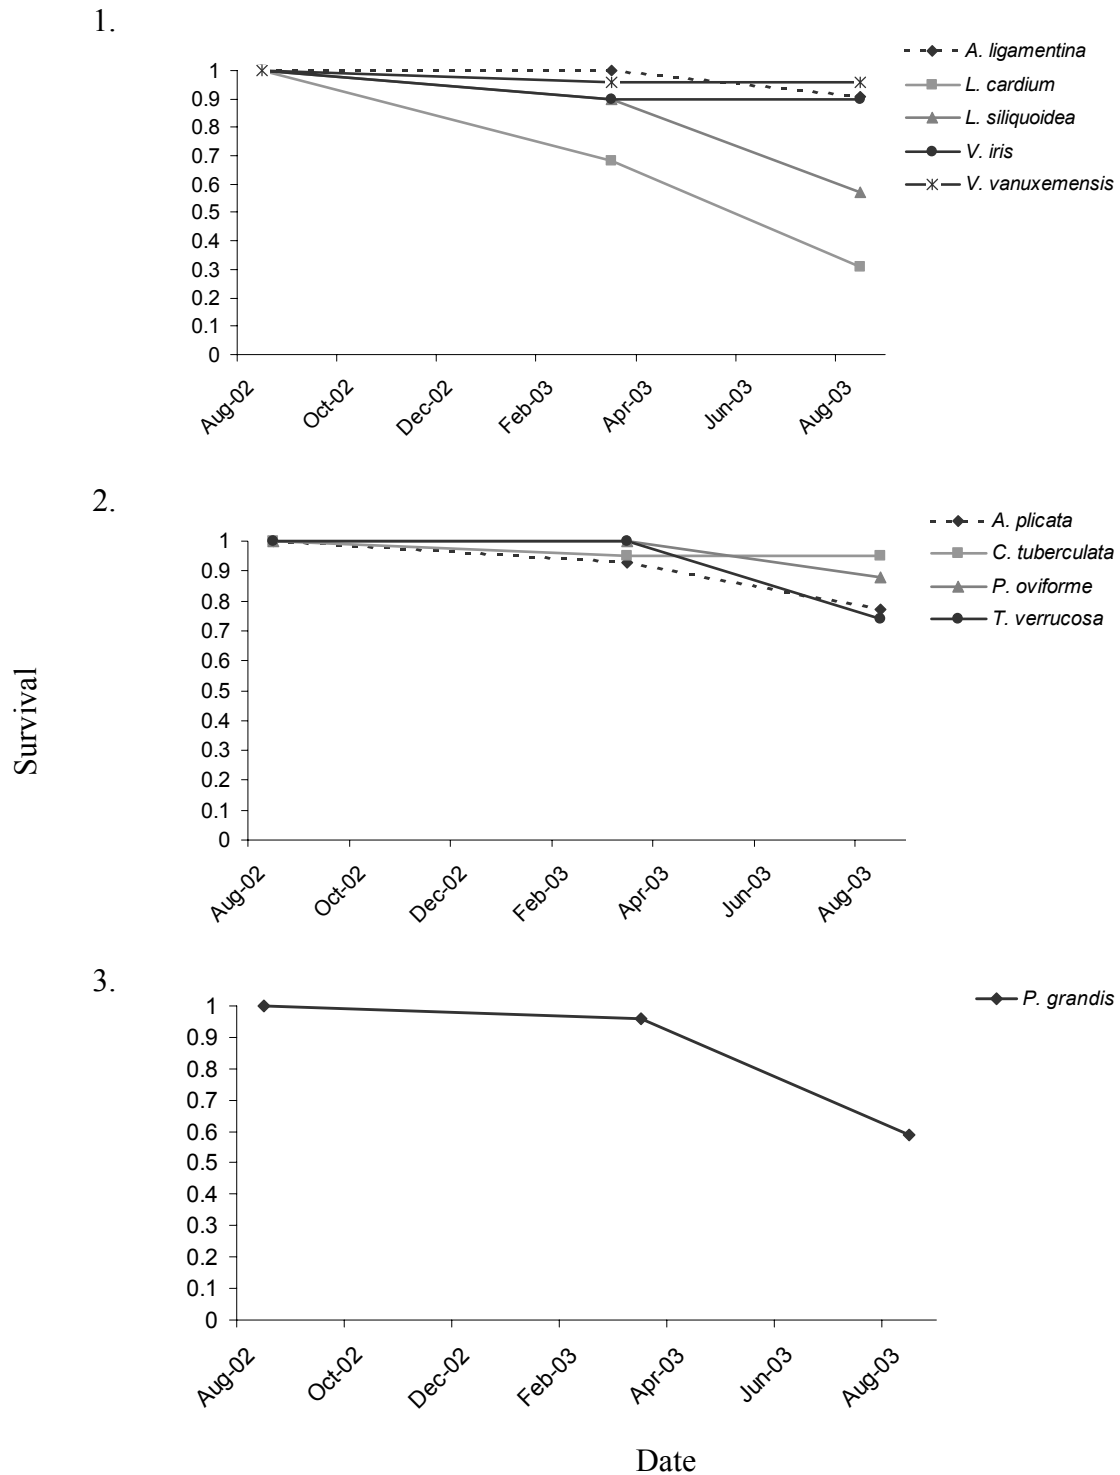 1.
A. ligamentina
L. cardium
L. siliquoidea
V. iris
V. vanuxemensis
1
0.9
0.8
0.7
0.6
0.5
0.4
0.3
0.2
0.1
0
Aug-02
Oct-02
Dec-02
Feb-03
Apr-03
Jun-03
Aug-03
2.
A. plicata
C. tuberculata
P. oviforme
T. verrucosa
1
0.9
0.8
0.7
0.6
0.5
0.4
0.3
0.2
0.1
0
Aug-02
Oct-02
Dec-02
Feb-03
Apr-03
Jun-03
Aug-03
Survival
3.
P. grandis
1
0.9
0.8
0.7
0.6
0.5
0.4
0.3
0.2
0.1
0
Aug-02
Oct-02
Dec-02
Feb-03
Apr-03
Jun-03
Aug-03
Date